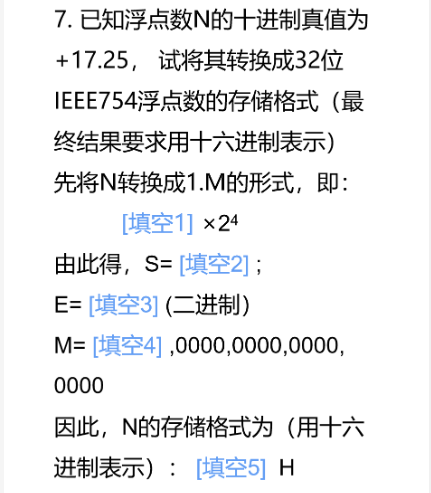 7. 已知浮点数N的十进制真值为
+17.25， 试将其转换成32位
IEEE754浮点数的存储格式（最
终结果要求用十六进制表示）
先将N转换成1.M的形式，即：
[填空1] ×2⁴
由此得，S= [填空2] ;
E= [填空3] (二进制）
M= [填空4] ,0000,0000,0000,
0000
因此，N的存储格式为（用十六
进制表示）： [填空5] H